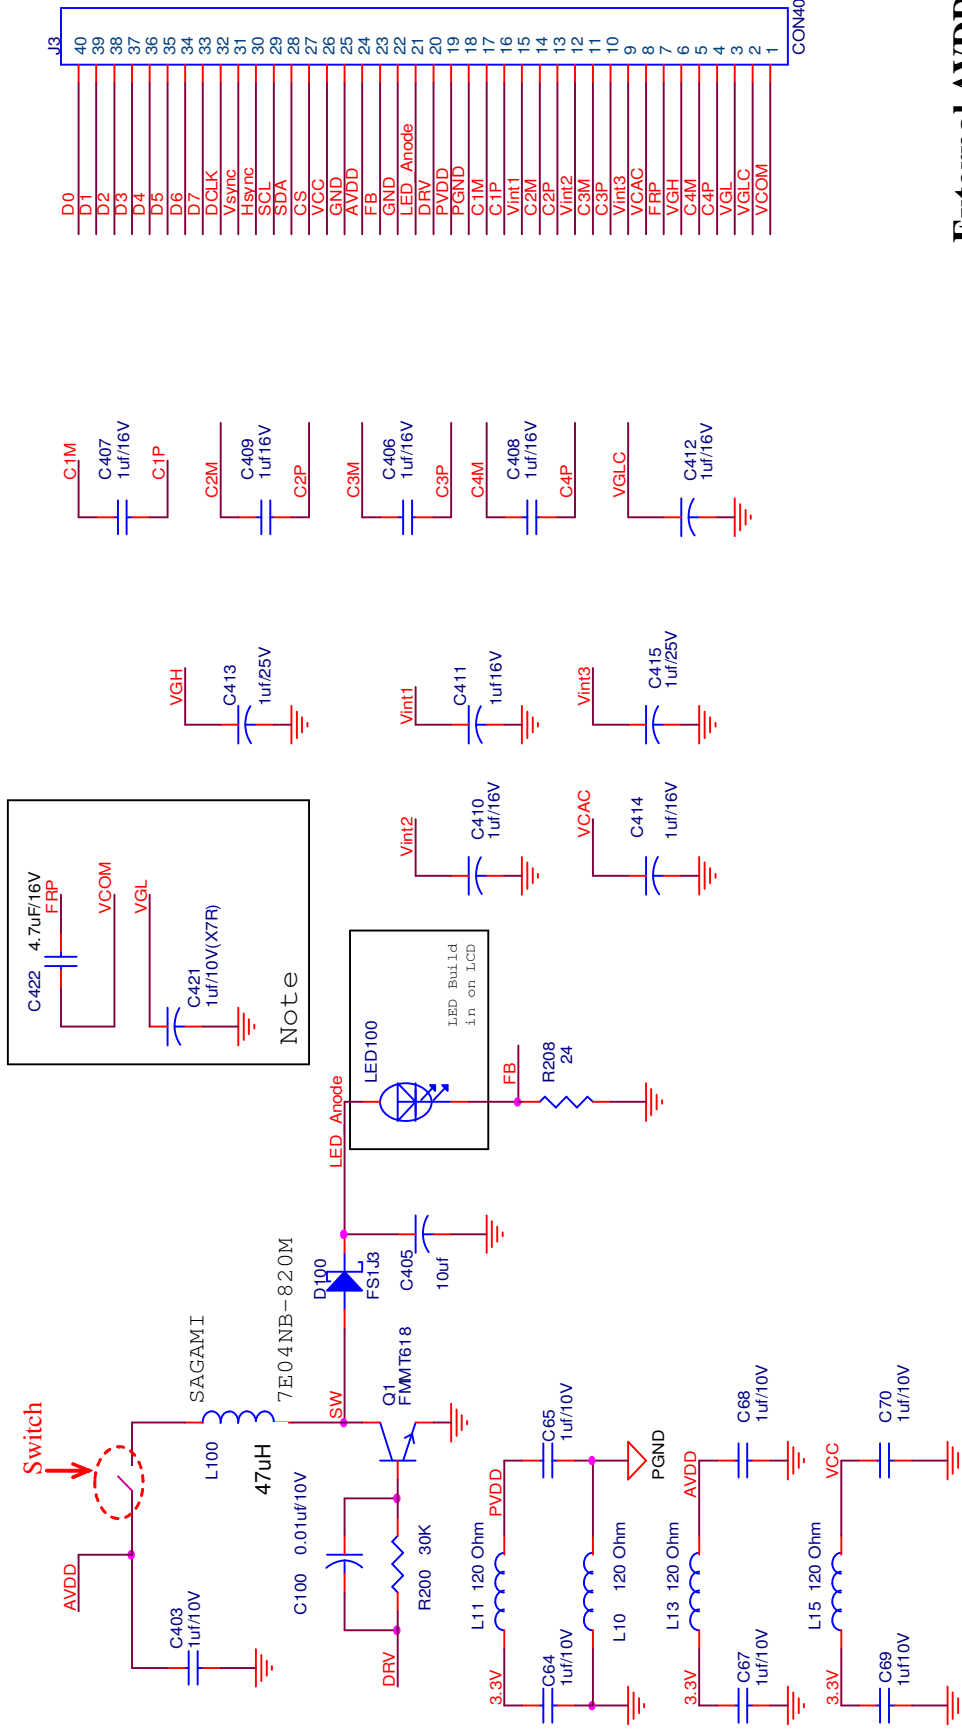 J3
CON40
D0 40
D1 39
D2 38
D3 37
D4 36
D5 35
D6 34
D7 33
DCLK 32
Vsync 31
Hsync 30
SCL 29
SDA 28
CS 27
VCC 26
GND 25
AVDD 24
FB 23
GND 22
LED Anode 21
DRV 20
PVDD 19
PGND 18
C1M 17
C1P 16
Vint1 15
C2M 14
C2P 13
Vint2 12
C3M 11
C3P 10
Vint3 9
VCAC 8
FRP 7
VGH 6
C4M 5
C4P 4
VGL 3
VGLC 2
VCOM 1
C1M
C407
1uf/16V
C1P
C2M
C409
1uf16V
C2P
C3M
C406
1uf/16V
C3P
C4M
C408
1uf/16V
C4P
VGLC
C412
1uf/16V
VGH
C413
1uf/25V
Vint1
C411
1uf16V
Vint3
C415
1uf/25V
Vint2
C410
1uf/16V
VCAC
C414
1uf/16V
C422 4.7uF/16V
FRP
VCOM
VGL
C421
1uf/10V(X7R)
Note
LED Anode
LED100
LED Build
in on LCD
FB
R208
24
Switch
AVDD
C403
1uf/10V
L100
SAGAMI
47uH
7E04NB-820M
SW
D100
FS1J3
C405
10uf
Q1
FMMT618
C100 0.01uf/10V
R200 30K
DRV
3.3V
L11 120 Ohm
PVDD
C64
1uf/10V
C65
1uf/10V
L10 120 Ohm
PGND
3.3V
L13 120 Ohm
AVDD
C67
1uf/10V
C68
1uf/10V
3.3V
L15 120 Ohm
VCC
C69
1uf10V
C70
1uf/10V